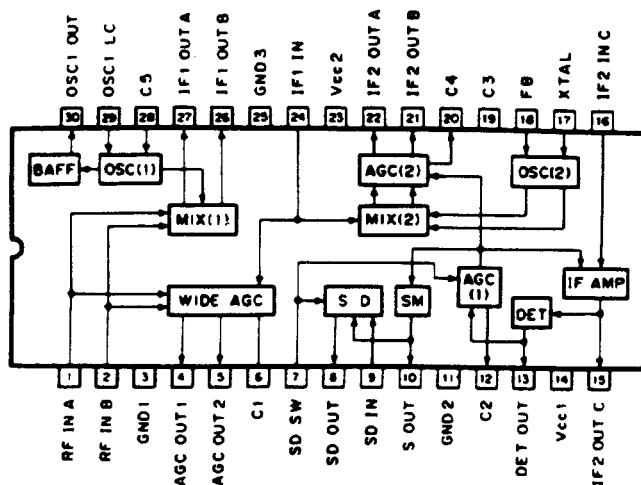 OSC1 OUT
OSC1 LC
C5
IF1 OUT A
IF1 OUT B
GND3
IF1 IN
Vcc2
IF2 OUT A
IF2 OUT B
C4
C3
FB
XTAL
IF2 IN C
30 29 28 27 26 25 24 23 22 21 20 19 18 17 16
BAFF
OSC(1)
AGC(2)
OSC(2)
MIX(1)
MIX(2)
WIDE AGC
S D
SM
AGC
(1)
IF AMP
DET
1 2 3 4 5 6 7 8 9 10 11 12 13 14 15
RF IN A
RF IN B
GND1
AGC OUT1
AGC OUT2
C1
SD SW
SD OUT
SD IN
S OUT
GND2
C2
DET OUT
Vcc1
IF2 OUT C